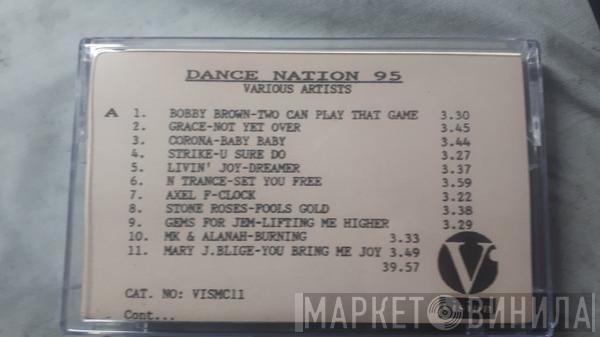 DANCE NATION 95
VARIOUS ARTISTS
A 1. BOBBY BROWN-TWO CAN PLAY THAT GAME 3.30
2. GRACE-NOT YET OVER 3.45
3. CORONA-BABY BABY 3.44
4. STRIKE-U SURE DO 3.27
5. LIVIN' JOY-DREAMER 3.37
6. N TRANCE-SET YOU FREE 3.59
7. AXEL F-CLOCK 3.22
8. STONE ROSES-FOOLS GOLD 3.38
9. GEMS FOR JEM-LIFTING ME HIGHER 3.29
10. MK & ALANAH-BURNING 3.33
11. MARY J.BLIGE-YOU BRING ME JOY 3.49
39.57
V
CAT. NO: VISMC11
Cont...
МАРКЕТ ВИНИЛА